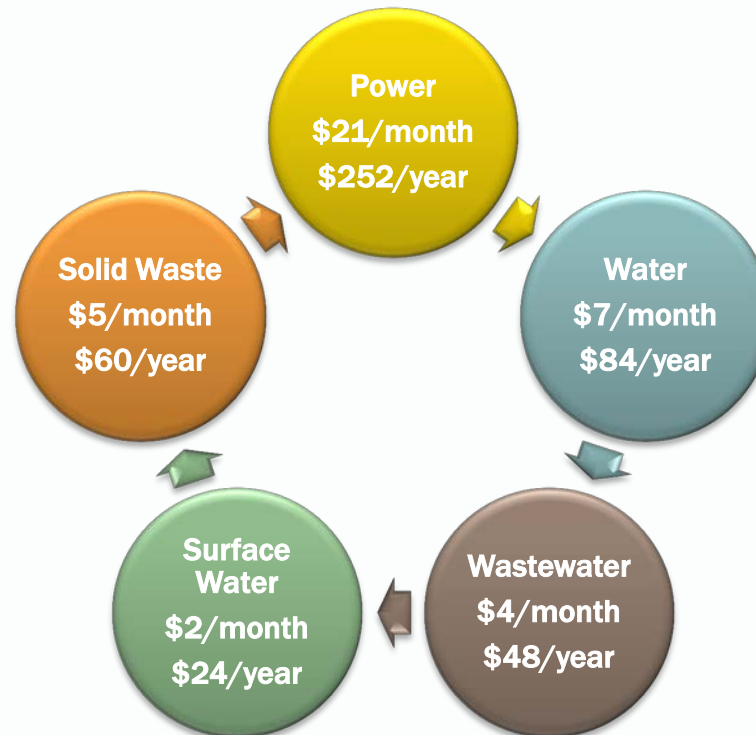 Power
$21/month
$252/year
Water
$7/month
$84/year
Wastewater
$4/month
$48/year
Surface
Water
$2/month
$24/year
Solid Waste
$5/month
$60/year